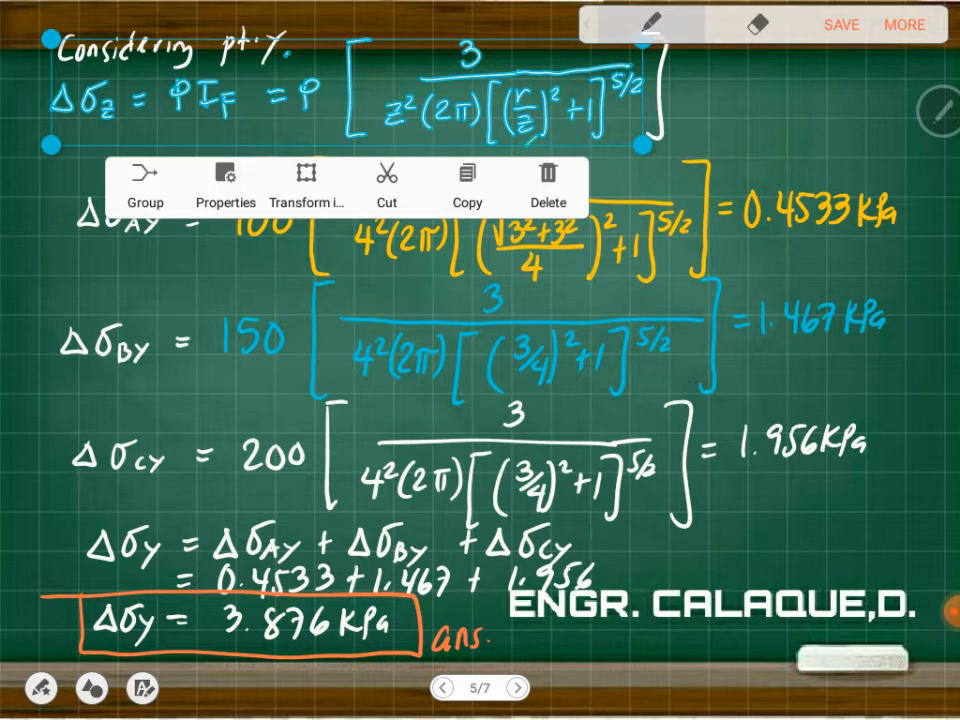 SAVE MORE
Considering pt. Y.
Δσz = P I_F = P [ 3 / z²(2π)[(r/z)²+1]^5/2 ]
Group Properties Transform i... Cut Copy Delete
ΔσAY = 100 [ 4²(2π)[(√3²+3²/4)²+1]^5/2 ] = 0.4533 kPa
ΔσBY = 150 [ 3 / 4²(2π)[(3/4)²+1]^5/2 ] = 1.467 kPa
ΔσCY = 200 [ 3 / 4²(2π)[(3/4)²+1]^5/2 ] = 1.956 kPa
Δσy = ΔσAY + ΔσBY + ΔσCY
= 0.4533 + 1.467 + 1.956
ENGR. CALAQUE,D.
Δσy = 3.876 kPa ans.
5/7